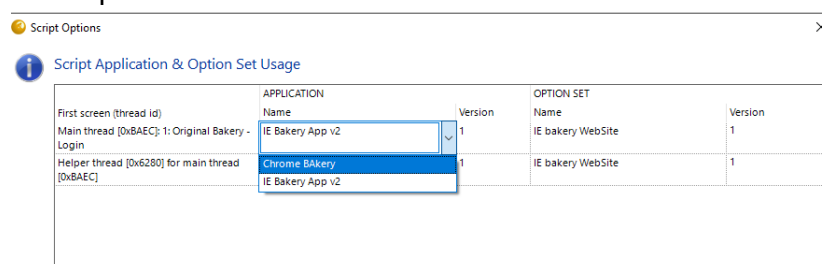 Script Options
Script Application & Option Set Usage
APPLICATION OPTION SET
First screen (thread id) Name Version Name Version
Main thread [0xBAEC]: 1: Original Bakery - IE Bakery App v2 1 IE bakery WebSite 1
Login
Helper thread [0x6280] for main thread Chrome BAkery 1 IE bakery WebSite 1
[0xBAEC] IE Bakery App v2